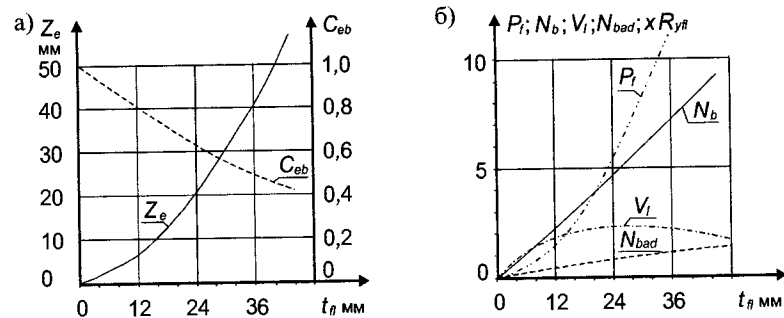 а) Z_e мм C_eb
50 1,0
40 0,8
30 0,6
20 0,4
10 0,2
0 0
C_eb
Z_e
0 12 24 36 t_fl мм
б) P_f; N_b; V_l; N_bad; x R_yfl
10
5
0
P_f
N_b
V_l
N_bad
0 12 24 36 t_fl мм